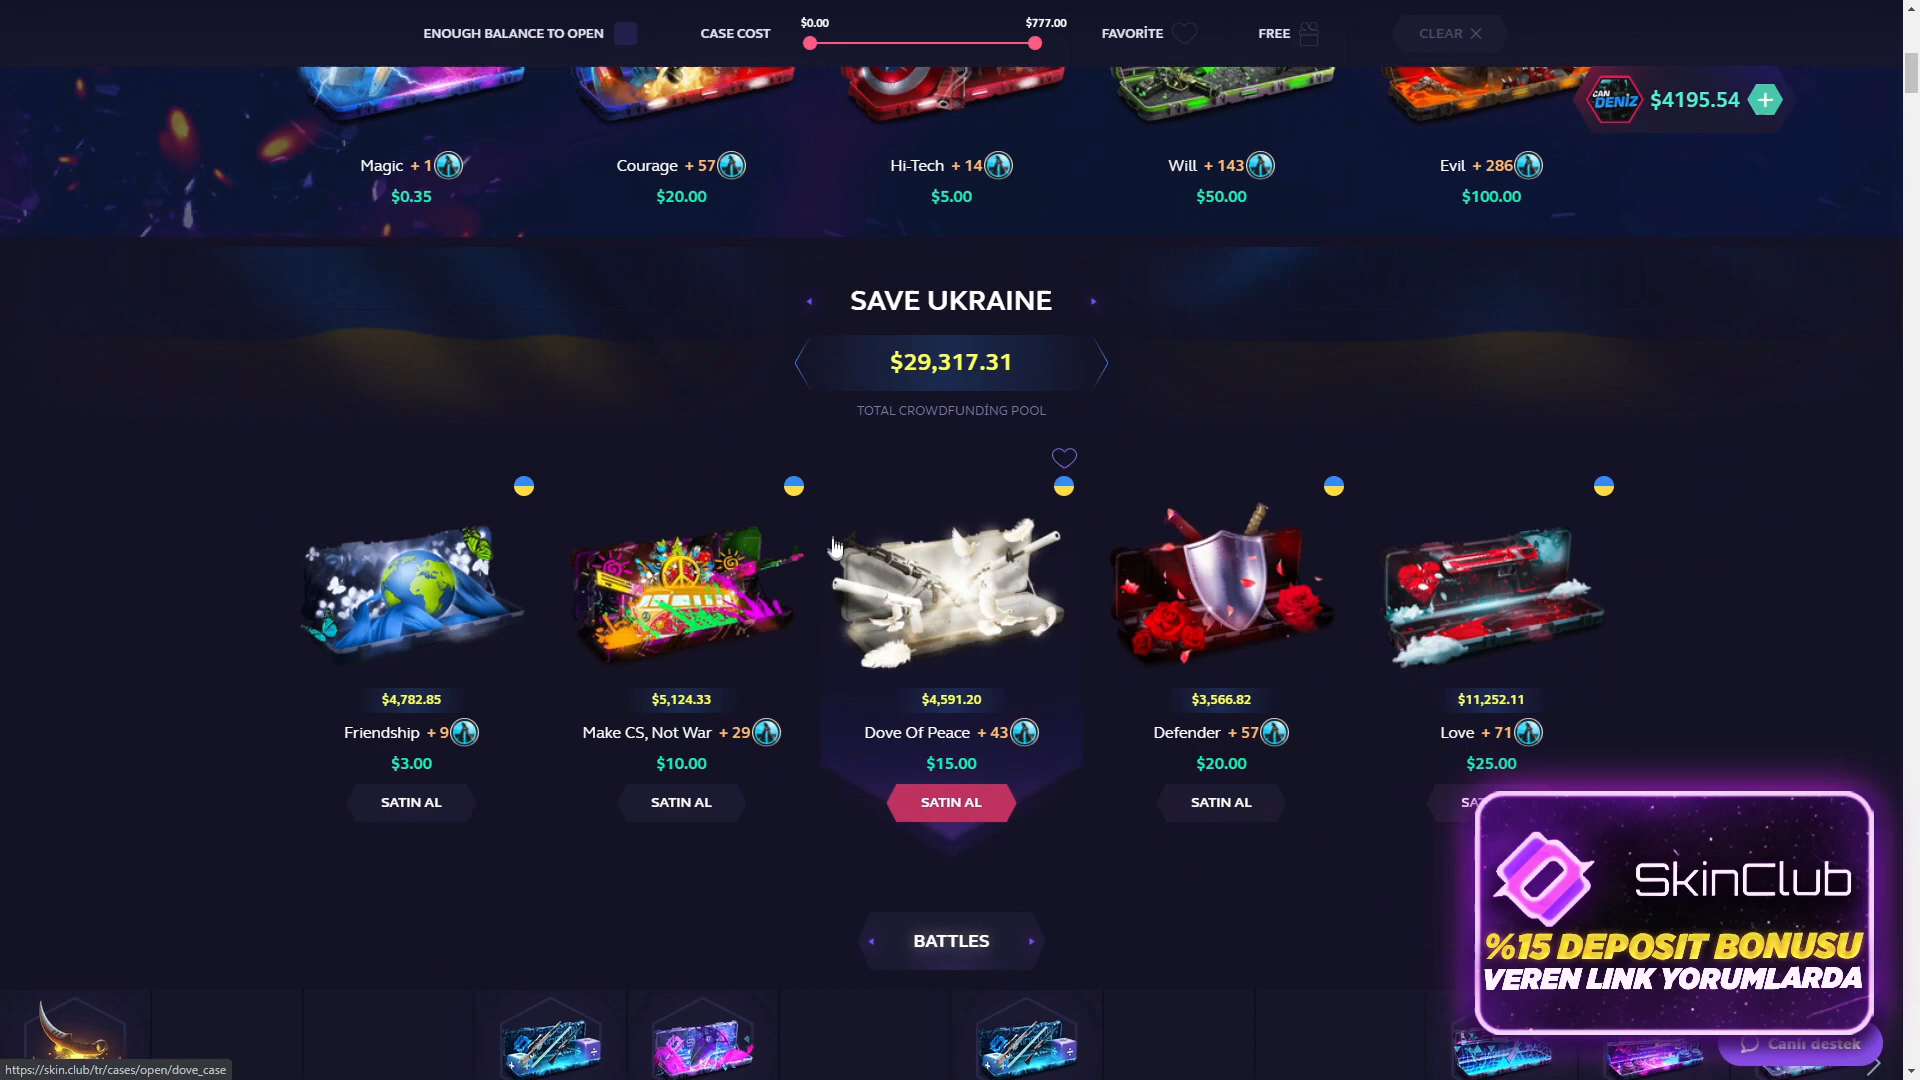 ENOUGH BALANCE TO OPEN
CASE COST
$0.00
$777.00
FAVORİTE
FREE
CLEAR
CAN DENİZ
$4195.54
Magic + 1
$0.35
Courage + 57
$20.00
Hi-Tech + 14
$5.00
Will + 143
$50.00
Evil + 286
$100.00
SAVE UKRAINE
$29,317.31
TOTAL CROWDFUNDİNG POOL
$4,782.85
Friendship + 9
$3.00
SATIN AL
$5,124.33
Make CS, Not War + 29
$10.00
SATIN AL
$4,591.20
Dove Of Peace + 43
$15.00
SATIN AL
$3,566.82
Defender + 57
$20.00
SATIN AL
$11,252.11
Love + 71
$25.00
SkinClub
%15 DEPOSIT BONUSU
VEREN LINK YORUMLARDA
BATTLES
Canlı destek
https://skin.club/tr/cases/open/dove_case